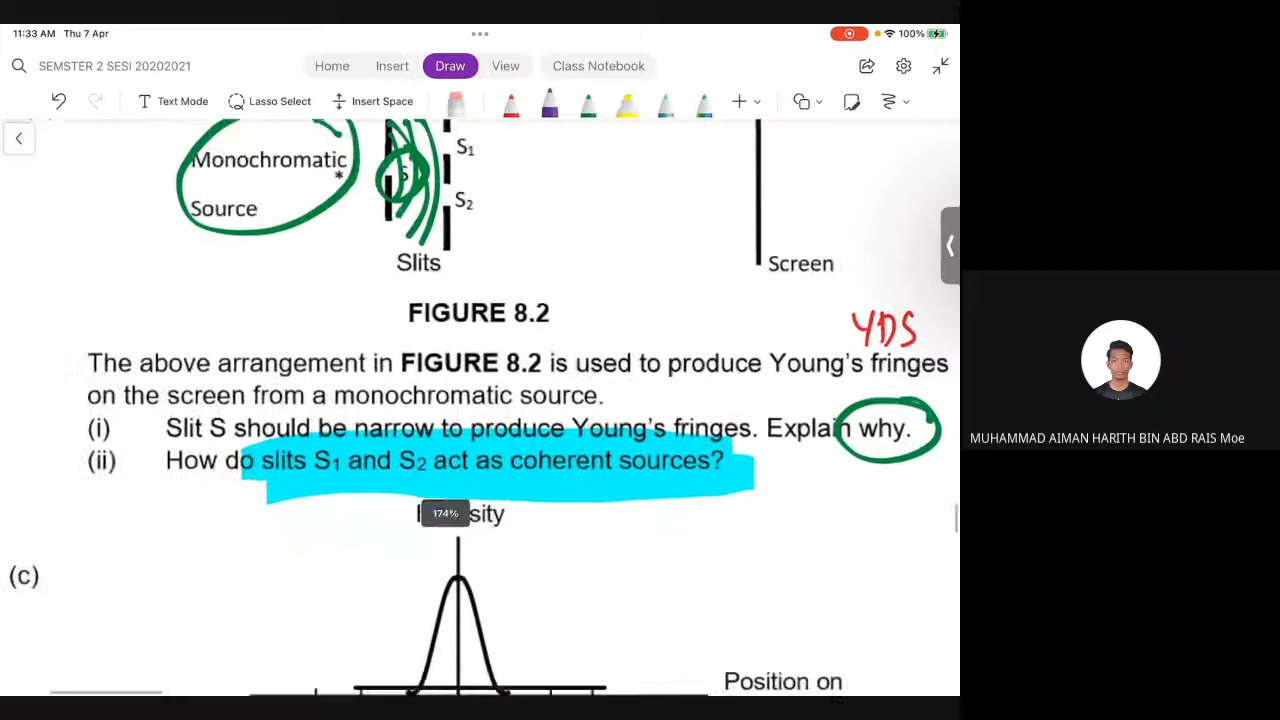 11:33 AM Thu 7 Apr
100%
SEMSTER 2 SESI 20202021
Home Insert Draw View Class Notebook
Text Mode Lasso Select Insert Space
Monochromatic
*
Source
S
S1
S2
Slits
Screen
FIGURE 8.2
YDS
The above arrangement in FIGURE 8.2 is used to produce Young's fringes
on the screen from a monochromatic source.
(i) Slit S should be narrow to produce Young's fringes. Explain why.
(ii) How do slits S1 and S2 act as coherent sources?
174%
(c)
Position on
MUHAMMAD AIMAN HARITH BIN ABD RAIS Moe